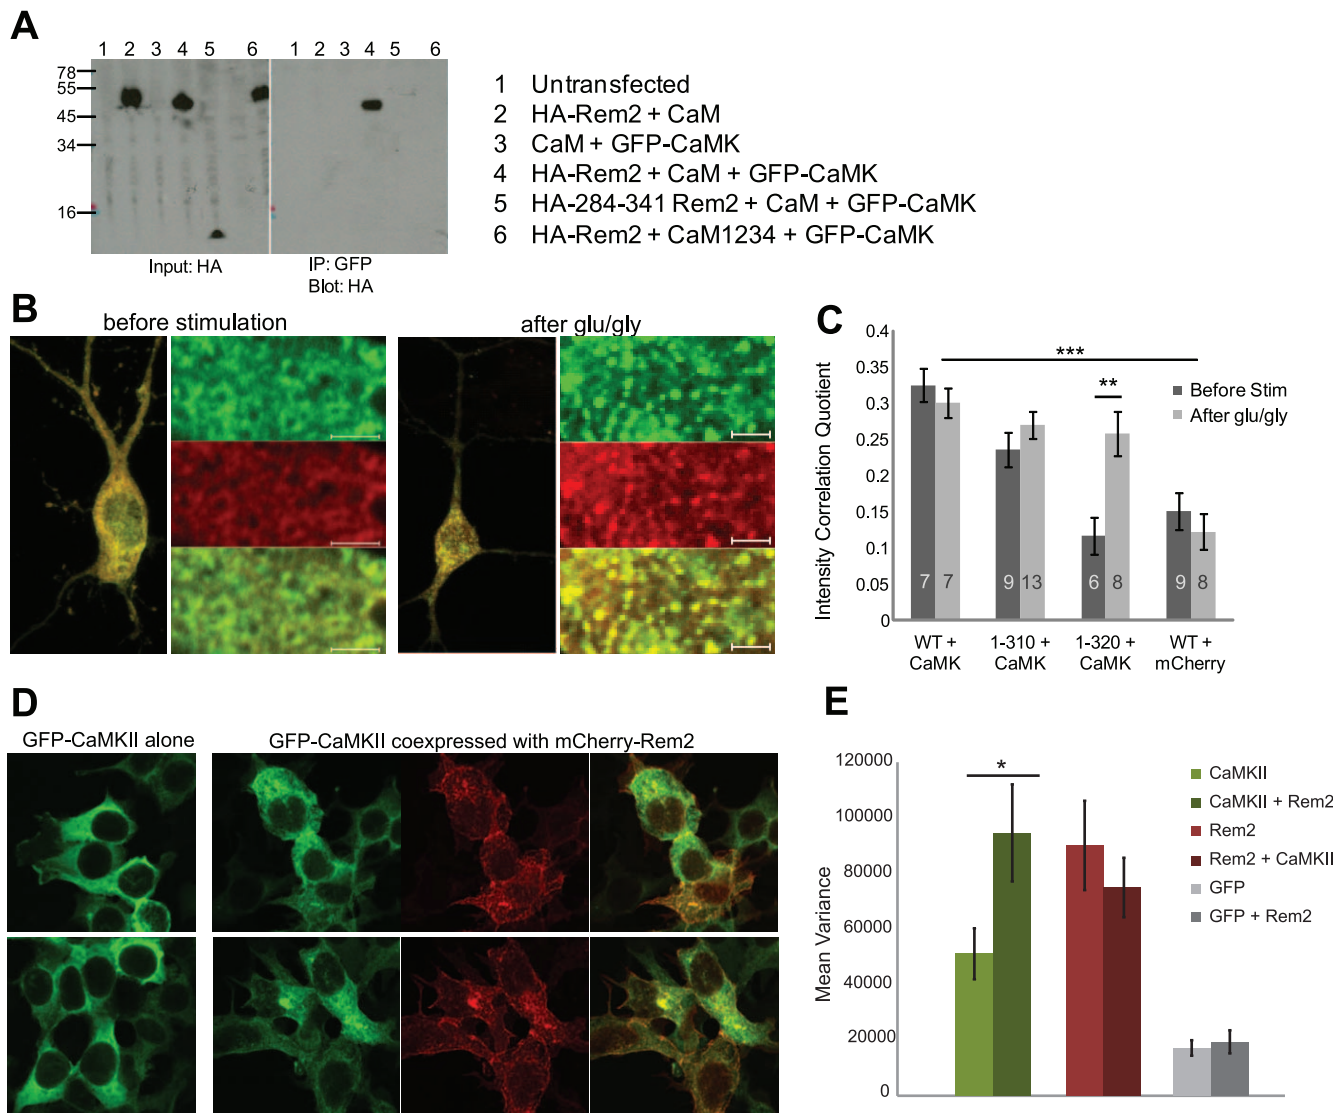 A
1 2 3 4 5 6
1 2 3 4 5 6
78
55
45
34
16
Input: HA
IP: GFP
Blot: HA
1 Untransfected
2 HA-Rem2 + CaM
3 CaM + GFP-CaMK
4 HA-Rem2 + CaM + GFP-CaMK
5 HA-284-341 Rem2 + CaM + GFP-CaMK
6 HA-Rem2 + CaM1234 + GFP-CaMK
B
before stimulation
after glu/gly
C
Intensity Correlation Quotient
0.4
0.35
0.3
0.25
0.2
0.15
0.1
0.05
0
***
**
Before Stim
After glu/gly
7 7 9 13 6 8 9 8
WT + CaMK
1-310 + CaMK
1-320 + CaMK
WT + mCherry
D
GFP-CaMKII alone
GFP-CaMKII coexpressed with mCherry-Rem2
E
Mean Variance
120000
100000
80000
60000
40000
20000
0
*
CaMKII
CaMKII + Rem2
Rem2
Rem2 + CaMKII
GFP
GFP + Rem2